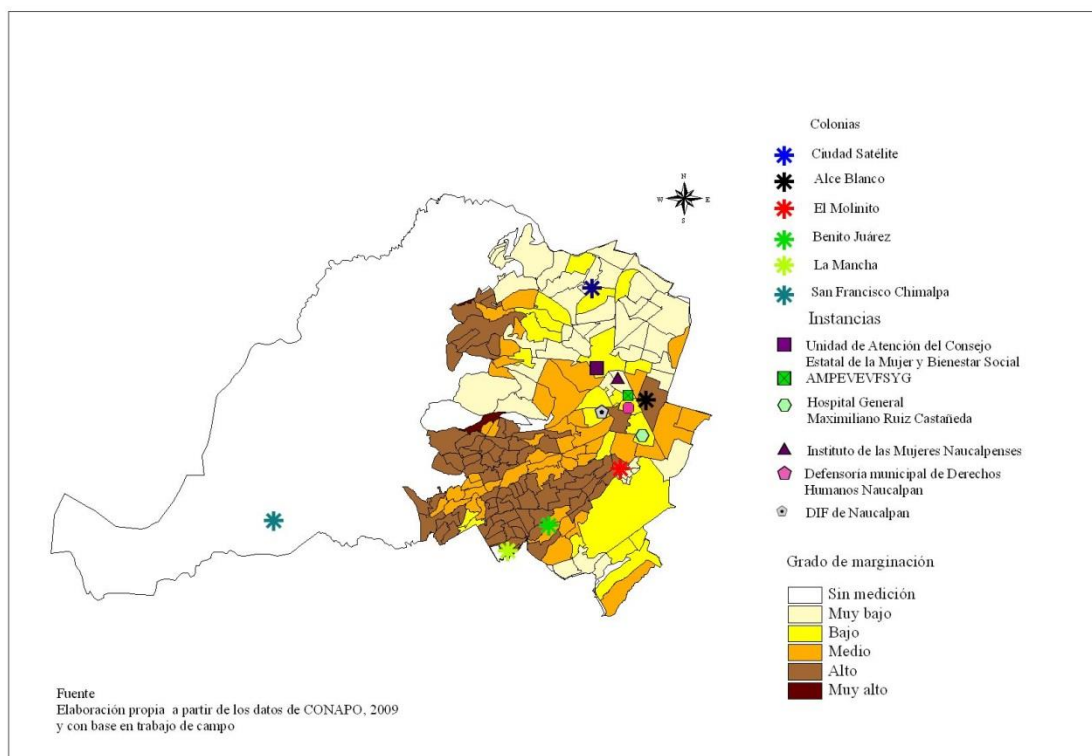 Colonias
Ciudad Satélite
Alce Blanco
El Molinito
Benito Juárez
La Mancha
San Francisco Chimalpa
Instancias
Unidad de Atención del Consejo
Estatal de la Mujer y Bienestar Social
AMPEVEVFSYG
Hospital General
Maximiliano Ruiz Castañeda
Instituto de las Mujeres Naucalpenses
Defensoría municipal de Derechos
Humanos Naucalpan
DIF de Naucalpan
N
W E
S
Grado de marginación
Sin medición
Muy bajo
Bajo
Medio
Alto
Muy alto
Fuente
Elaboración propia a partir de los datos de CONAPO, 2009
y con base en trabajo de campo